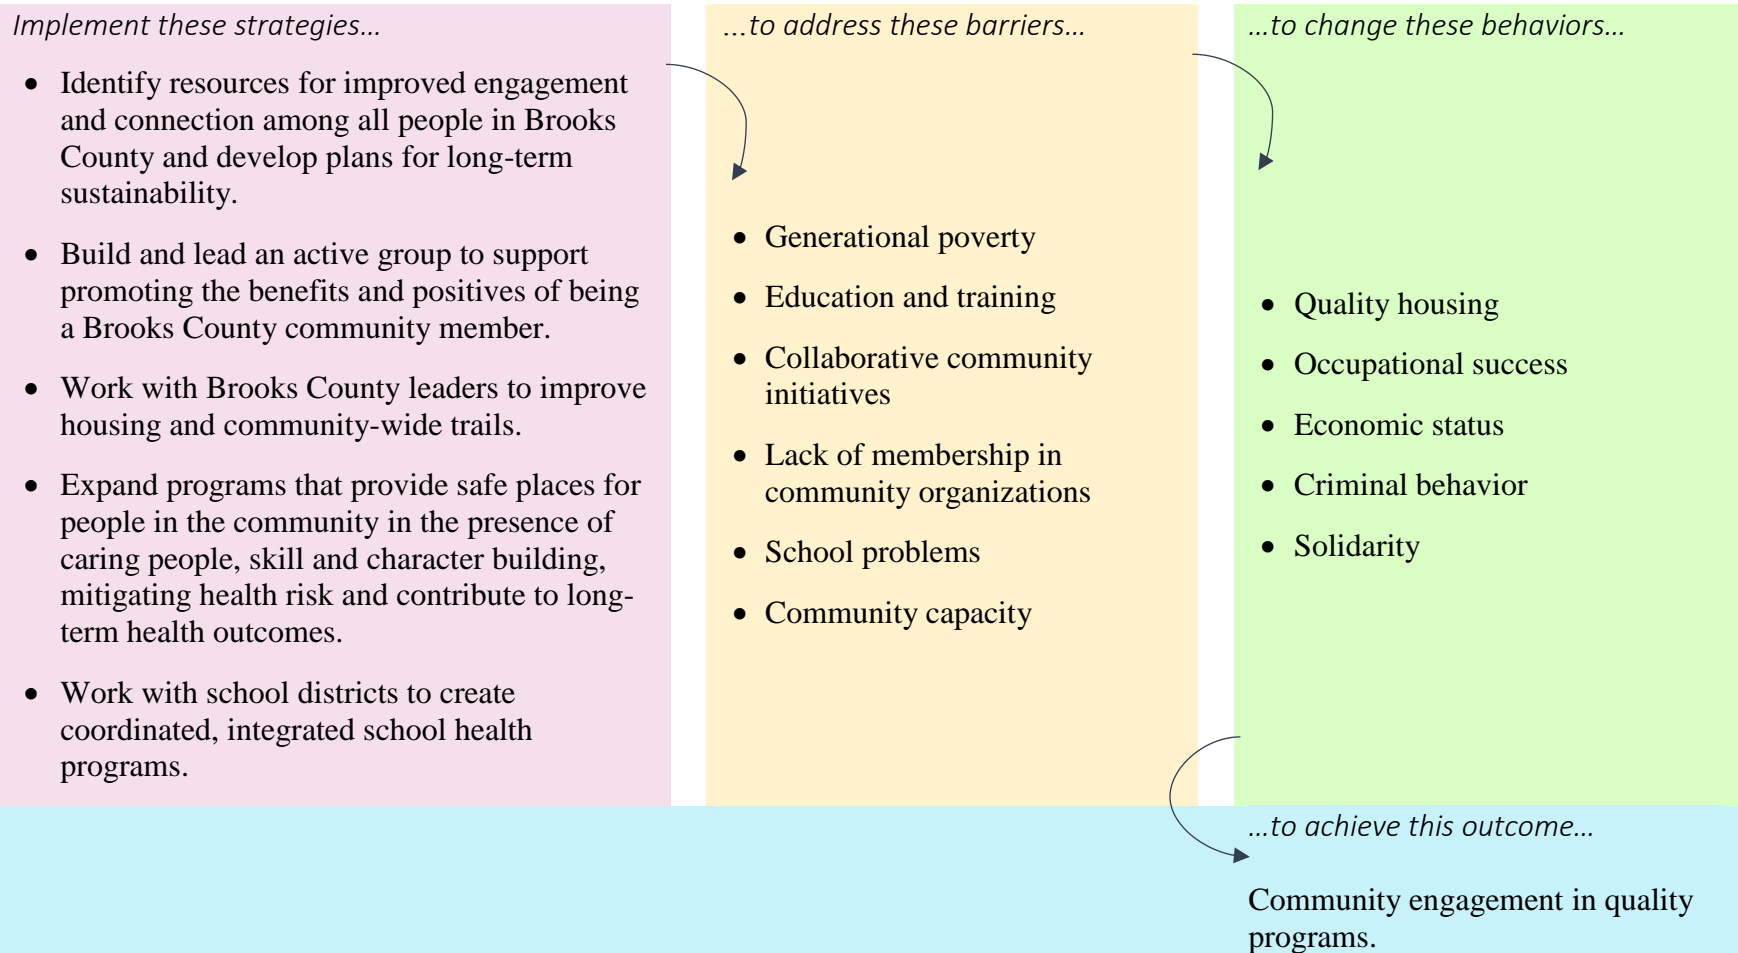 Implement these strategies…
• Identify resources for improved engagement
and connection among all people in Brooks
County and develop plans for long-term
sustainability.
• Build and lead an active group to support
promoting the benefits and positives of being
a Brooks County community member.
• Work with Brooks County leaders to improve
housing and community-wide trails.
• Expand programs that provide safe places for
people in the community in the presence of
caring people, skill and character building,
mitigating health risk and contribute to long-
term health outcomes.
• Work with school districts to create
coordinated, integrated school health
programs.
…to address these barriers…
• Generational poverty
• Education and training
• Collaborative community
initiatives
• Lack of membership in
community organizations
• School problems
• Community capacity
…to change these behaviors…
• Quality housing
• Occupational success
• Economic status
• Criminal behavior
• Solidarity
…to achieve this outcome…
Community engagement in quality
programs.